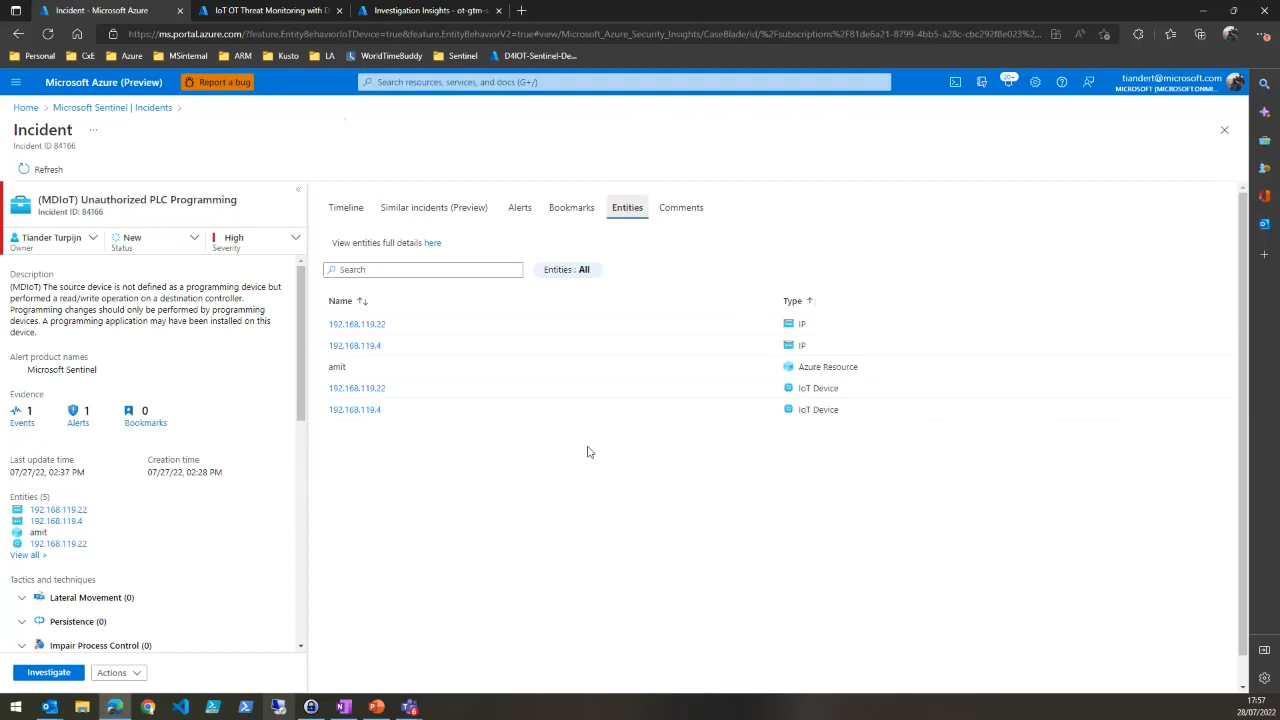 Incident - Microsoft Azure
IoT OT Threat Monitoring with D
Investigation Insights - ot-gtm-s
https://ms.portal.azure.com/?feature.EntityBehaviorIoTDevice=true&feature.EntityBehaviorV2=true#view/Microsoft_Azure_Security_Insights/CaseBlade/id/%2Fsubscriptions%2F81de6a21-8799-4bb5-a28c-cbc292f8e023%2...
Personal
CxE
Azure
MSinternal
ARM
Kusto
LA
WorldTimeBuddy
Sentinel
D4IOT-Sentinel-De...
Microsoft Azure (Preview)
Report a bug
Search resources, services, and docs (G+/)
20+
tiandert@microsoft.com
MICROSOFT (MICROSOFT.ONMI...
Home > Microsoft Sentinel | Incidents >
Incident ...
Incident ID 84166
Refresh
(MDIoT) Unauthorized PLC Programming
Incident ID: 84166
Tiander Turpijn
Owner
New
Status
High
Severity
Description
(MDIoT) The source device is not defined as a programming device but
performed a read/write operation on a destination controller.
Programming changes should only be performed by programming
devices. A programming application may have been installed on this
device.
Alert product names
Microsoft Sentinel
Evidence
1
Events
1
Alerts
0
Bookmarks
Last update time
07/27/22, 02:37 PM
Creation time
07/27/22, 02:28 PM
Entities (5)
192.168.119.22
192.168.119.4
amit
192.168.119.22
View all >
Tactics and techniques
Lateral Movement (0)
Persistence (0)
Impair Process Control (0)
Investigate
Actions
Timeline
Similar incidents (Preview)
Alerts
Bookmarks
Entities
Comments
View entities full details here.
Search
Entities : All
Name
Type
192.168.119.22 IP
192.168.119.4 IP
amit Azure Resource
192.168.119.22 IoT Device
192.168.119.4 IoT Device
17:57
28/07/2022